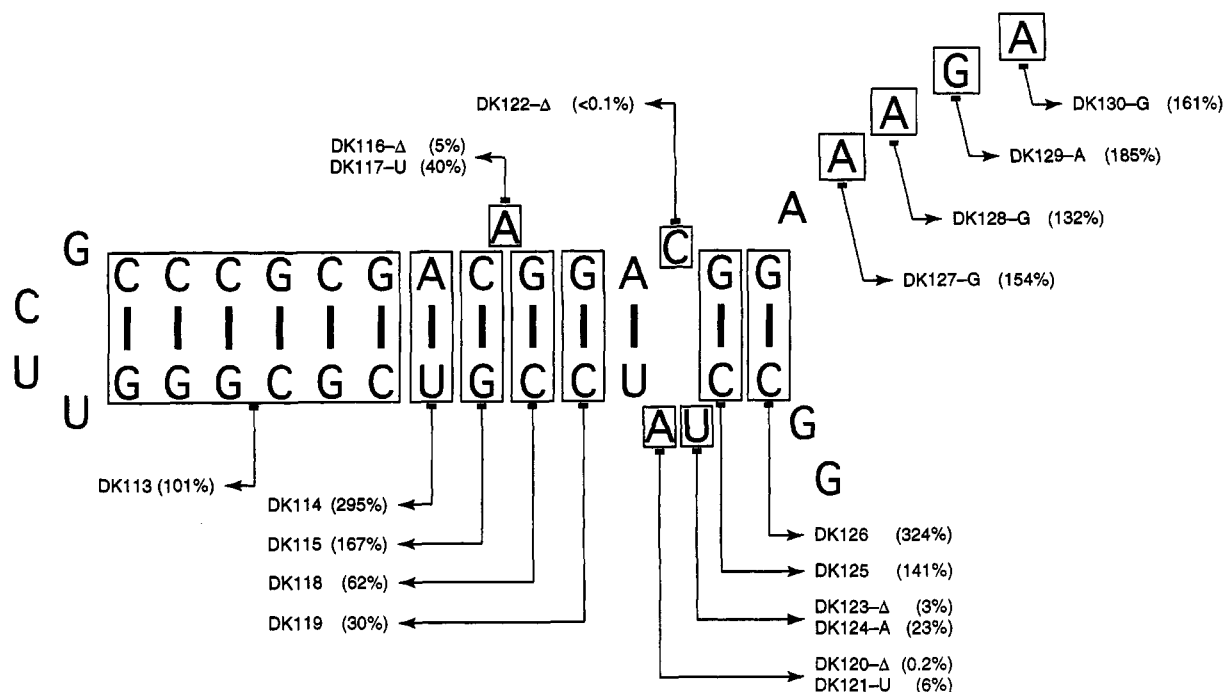 A
G
A
A
A
DK130–G (161%)
DK129–A (185%)
DK128–G (132%)
DK127–G (154%)
DK122–Δ (<0.1%)
DK116–Δ (5%)
DK117–U (40%)
A
C
G C C C G C G A C G G A G G
C
U
U G G G C G C U G C C U C C
A U
G
G
DK113 (101%)
DK114 (295%)
DK115 (167%)
DK118 (62%)
DK119 (30%)
DK126 (324%)
DK125 (141%)
DK123–Δ (3%)
DK124–A (23%)
DK120–Δ (0.2%)
DK121–U (6%)